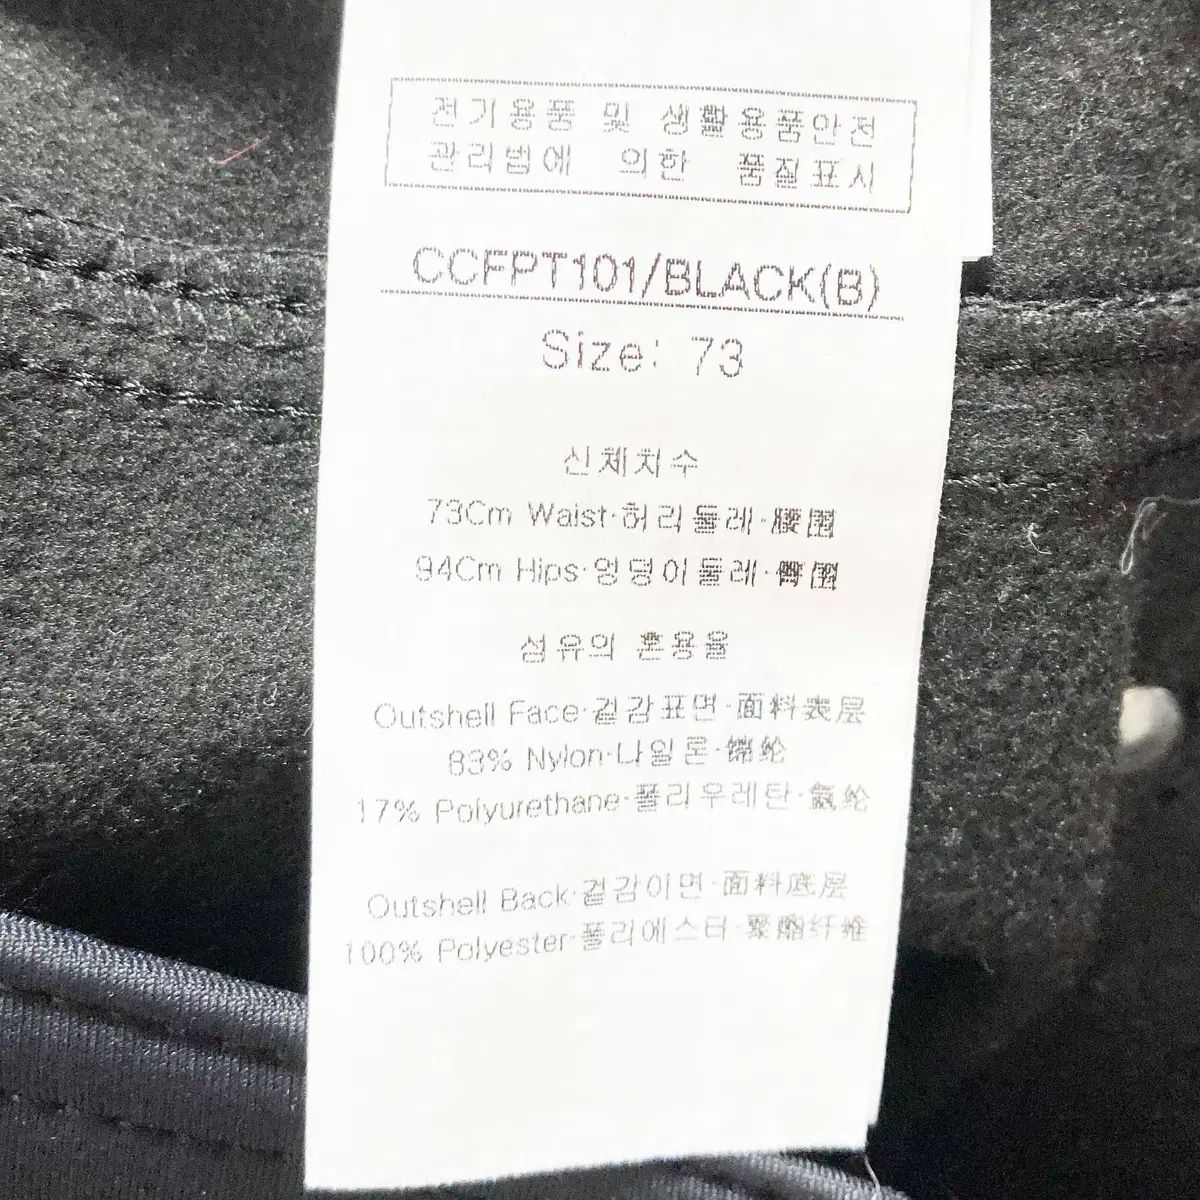 전기용품 및 생활용품안전
관리법에 의한 품질표시
CCFPT101/BLACK(B)
Size: 73
신체치수
73Cm Waist·허리둘레·腰围
94Cm Hips·엉덩이둘레·臀围
섬유의 혼용율
Outshell Face·겉감표면·面料表层
83% Nylon·나일론·锦纶
17% Polyurethane·폴리우레탄·氨纶
Outshell Back·겉감이면·面料底层
100% Polyester·폴리에스터·聚酯纤维